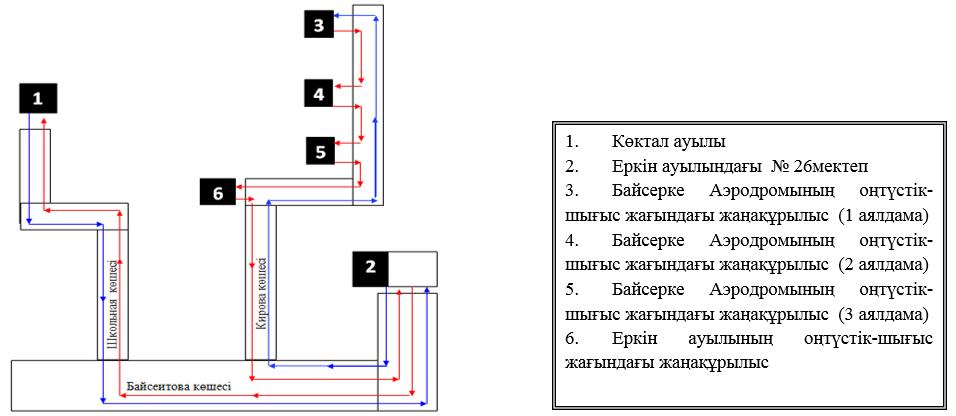 3
1
4
5
6
2
Школьная көшесі
Кирова көшесі
Байсеитова көшесі
1. Көктал ауылы
2. Еркін ауылындағы № 26мектеп
3. Байсерке Аэродромының оңтүстік-
шығыс жағындағы жаңақұрылыс (1 аялдама)
4. Байсерке Аэродромының оңтүстік-
шығыс жағындағы жаңақұрылыс (2 аялдама)
5. Байсерке Аэродромының оңтүстік-
шығыс жағындағы жаңақұрылыс (3 аялдама)
6. Еркін ауылының оңтүстік-шығыс
жағындағы жаңақұрылыс